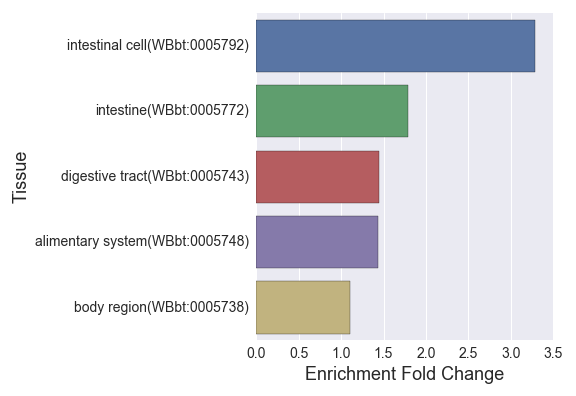 intestinal cell(WBbt:0005792)
intestine(WBbt:0005772)
digestive tract(WBbt:0005743)
alimentary system(WBbt:0005748)
body region(WBbt:0005738)
Tissue
0.0 0.5 1.0 1.5 2.0 2.5 3.0 3.5
Enrichment Fold Change